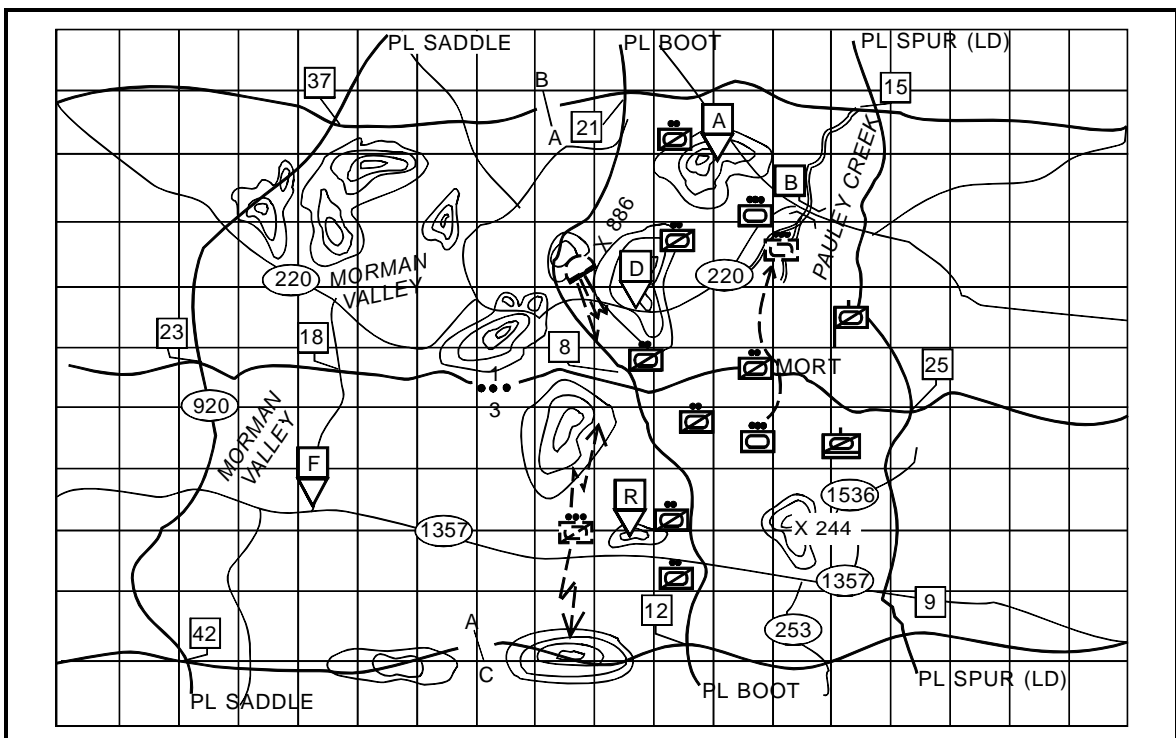 PL SADDLE
PL BOOT
PL SPUR (LD)
B
37
15
A
21
A
B
PAULEY CREEK
X 886
D
220
220
MORMAN
VALLEY
23
18
8
MORT
25
1
3
920
MORMAN
VALLEY
F
R
1536
X 244
1357
1357
9
12
253
42
A
C
PL SADDLE
PL BOOT
PL SPUR (LD)